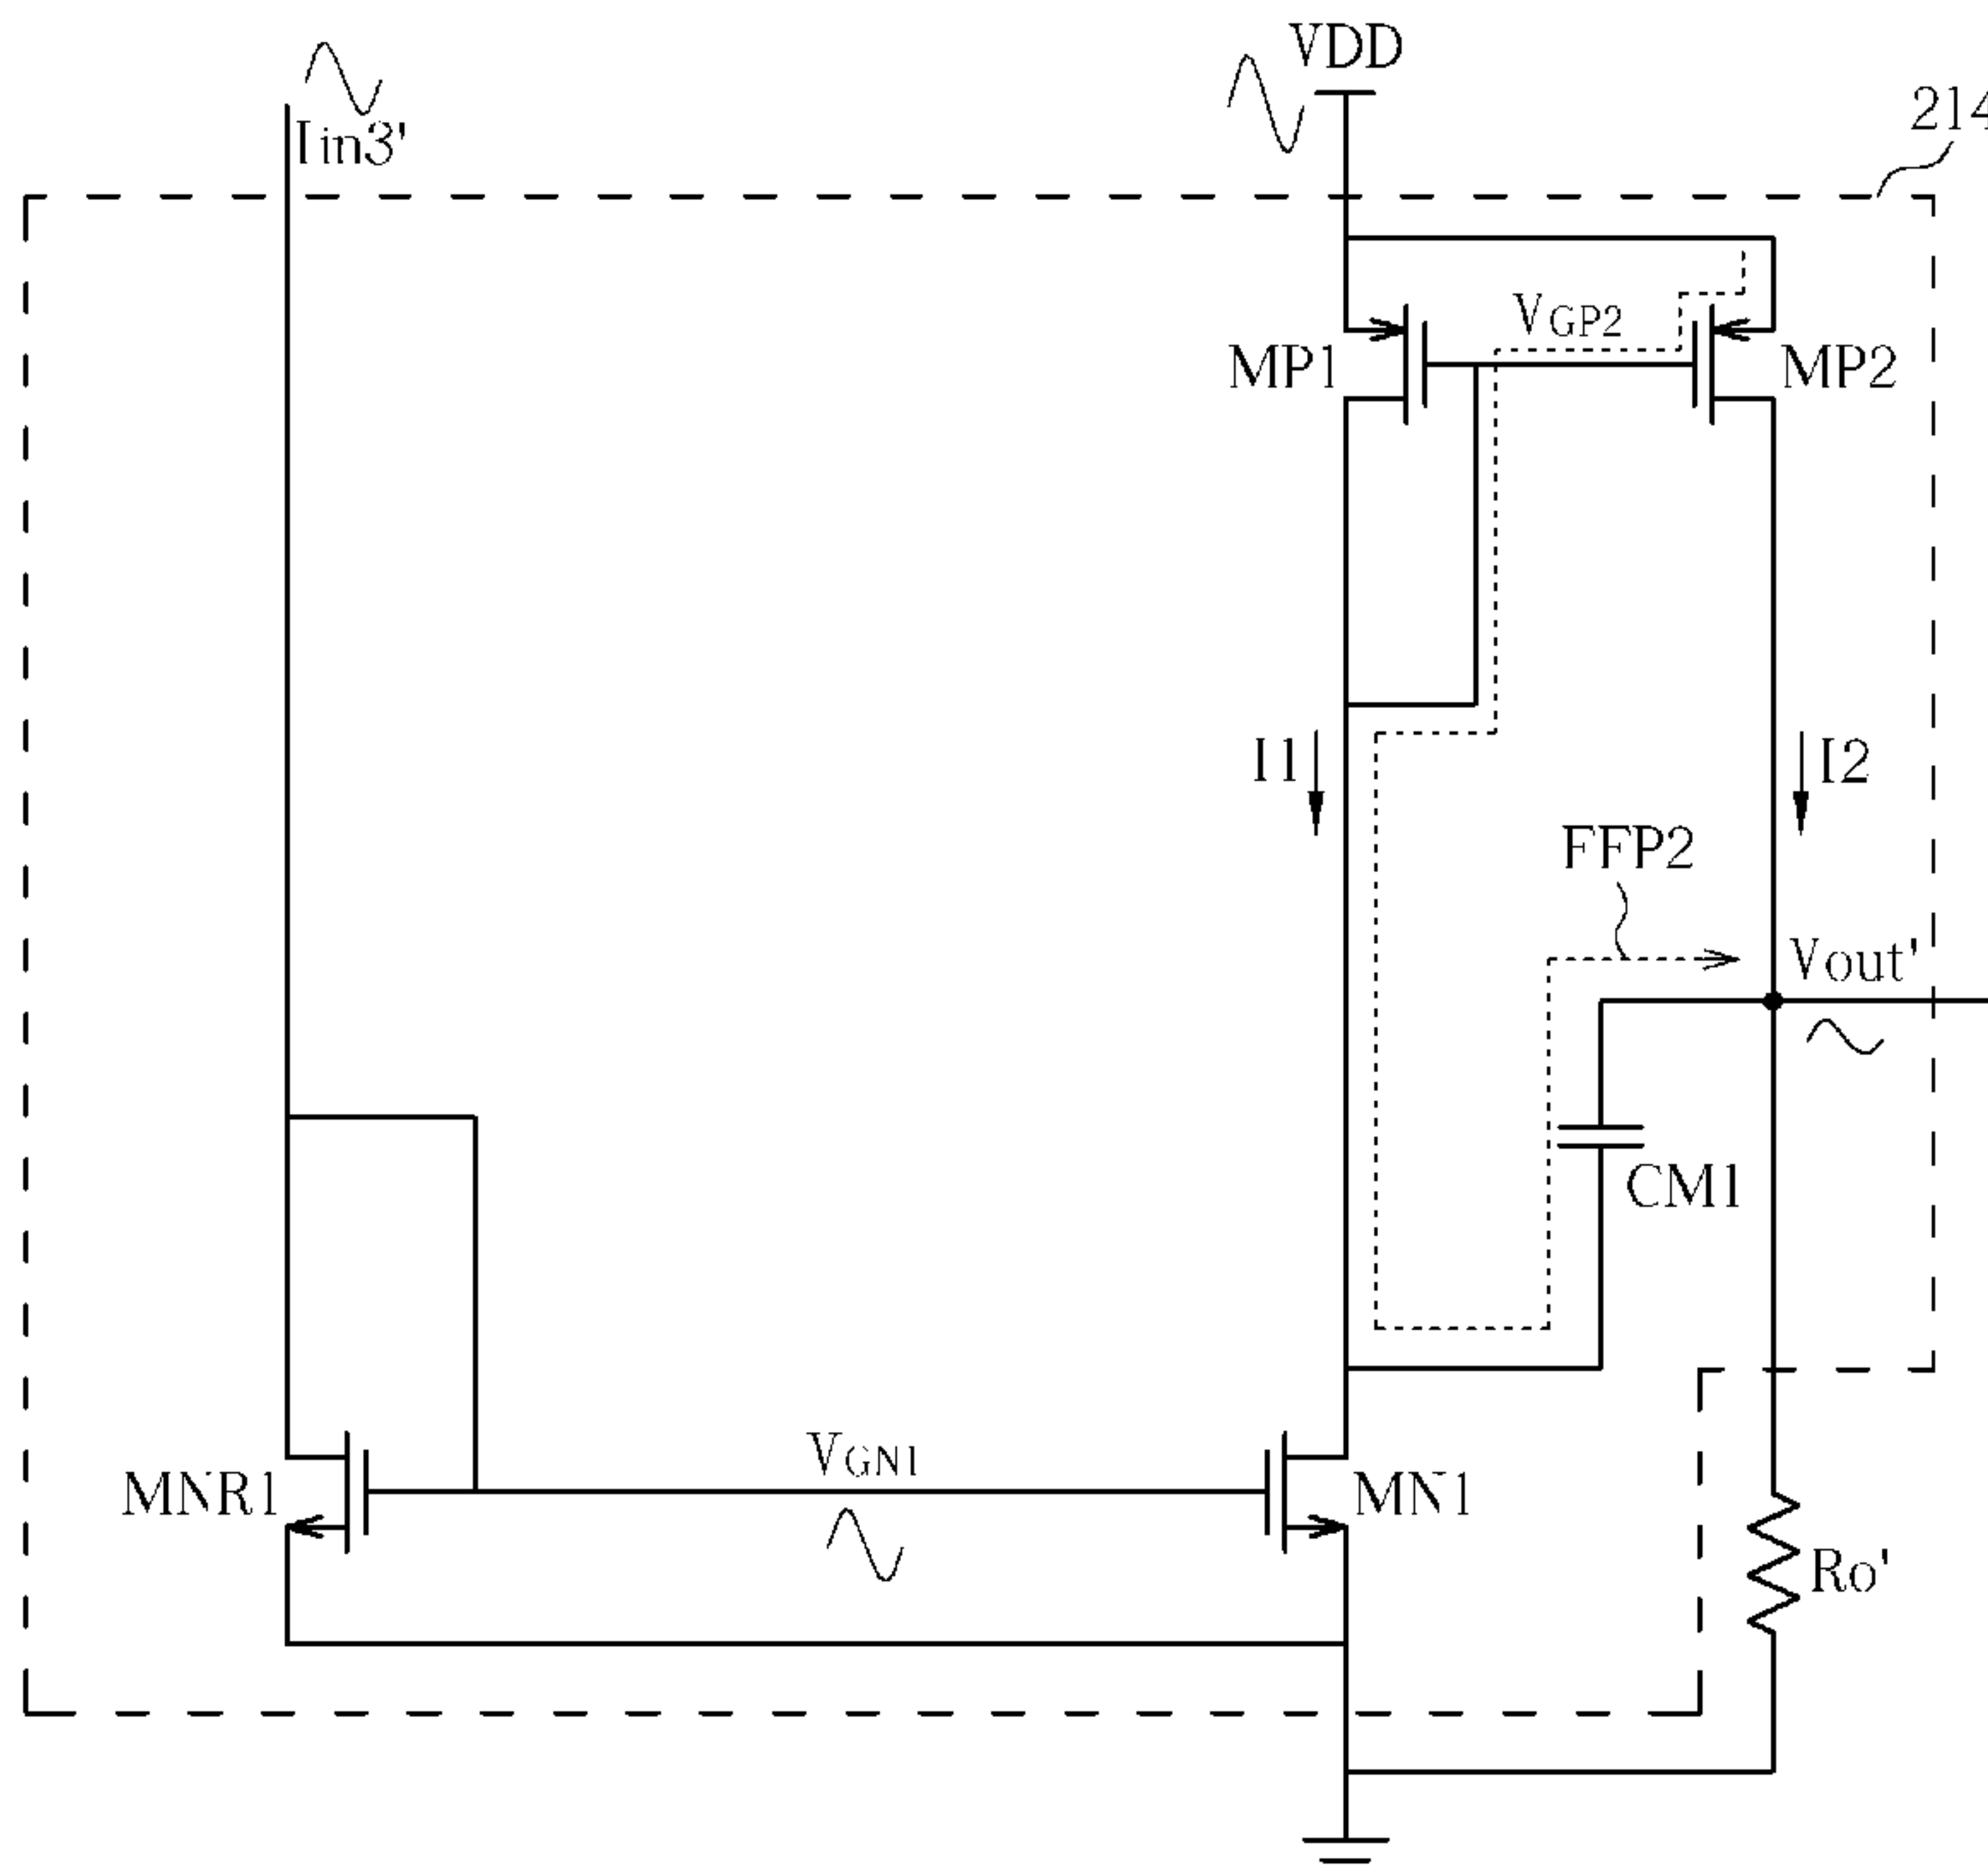 VDD
214
Iin3'
VGP2
MP1
MP2
I1
I2
FFP2
Vout'
CM1
VGN1
MNR1
MN1
Ro'